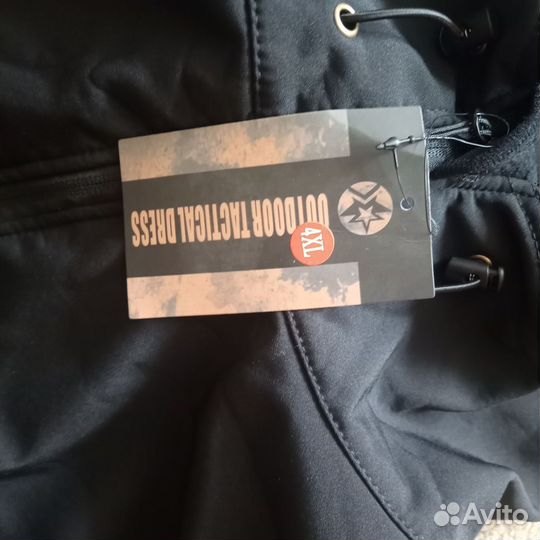 OUTDOOR TACTICAL DRESS
4XL
Avito